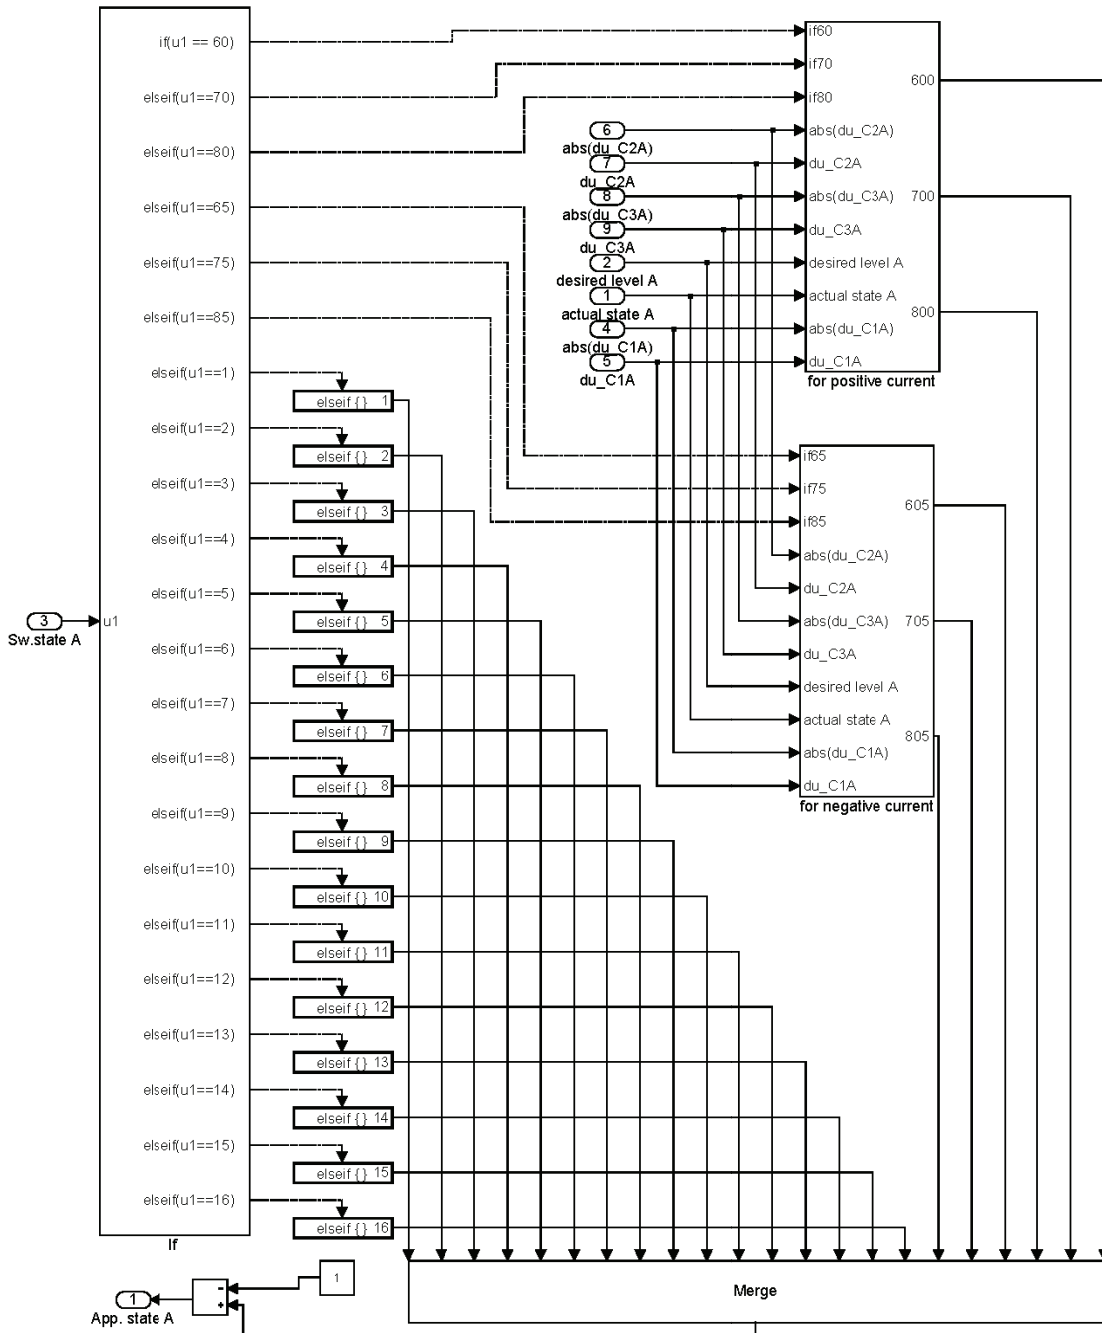 if(u1 == 60)
elseif(u1==70)
elseif(u1==80)
elseif(u1==65)
elseif(u1==75)
elseif(u1==85)
elseif(u1==1)
elseif(u1==2)
elseif(u1==3)
elseif(u1==4)
elseif(u1==5)
elseif(u1==6)
elseif(u1==7)
elseif(u1==8)
elseif(u1==9)
elseif(u1==10)
elseif(u1==11)
elseif(u1==12)
elseif(u1==13)
elseif(u1==14)
elseif(u1==15)
elseif(u1==16)
3
Sw.state A
u1
If
elseif { } 1
elseif { } 2
elseif { } 3
elseif { } 4
elseif { } 5
elseif { } 6
elseif { } 7
elseif { } 8
elseif { } 9
elseif { } 10
elseif { } 11
elseif { } 12
elseif { } 13
elseif { } 14
elseif { } 15
elseif { } 16
6
abs(du_C2A)
7
du_C2A
8
abs(du_C3A)
9
du_C3A
2
desired level A
1
actual state A
4
abs(du_C1A)
5
du_C1A
if60
if70
if80
abs(du_C2A)
du_C2A
abs(du_C3A)
du_C3A
desired level A
actual state A
abs(du_C1A)
du_C1A
600
700
800
for positive current
if65
if75
if85
abs(du_C2A)
du_C2A
abs(du_C3A)
du_C3A
desired level A
actual state A
abs(du_C1A)
du_C1A
605
705
805
for negative current
Merge
1
-
+
1
App. state A